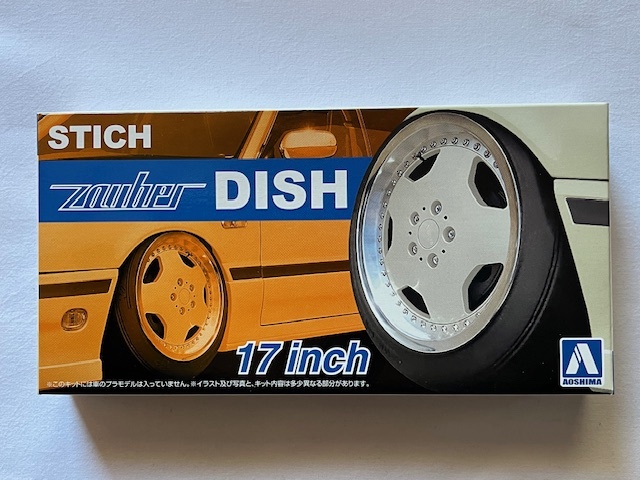 STICH
zauber DISH
17 inch
※このキットには車のプラモデルは入っていません。※イラスト及び写真と、キット内容は多少異なる部分があります。
AOSHIMA